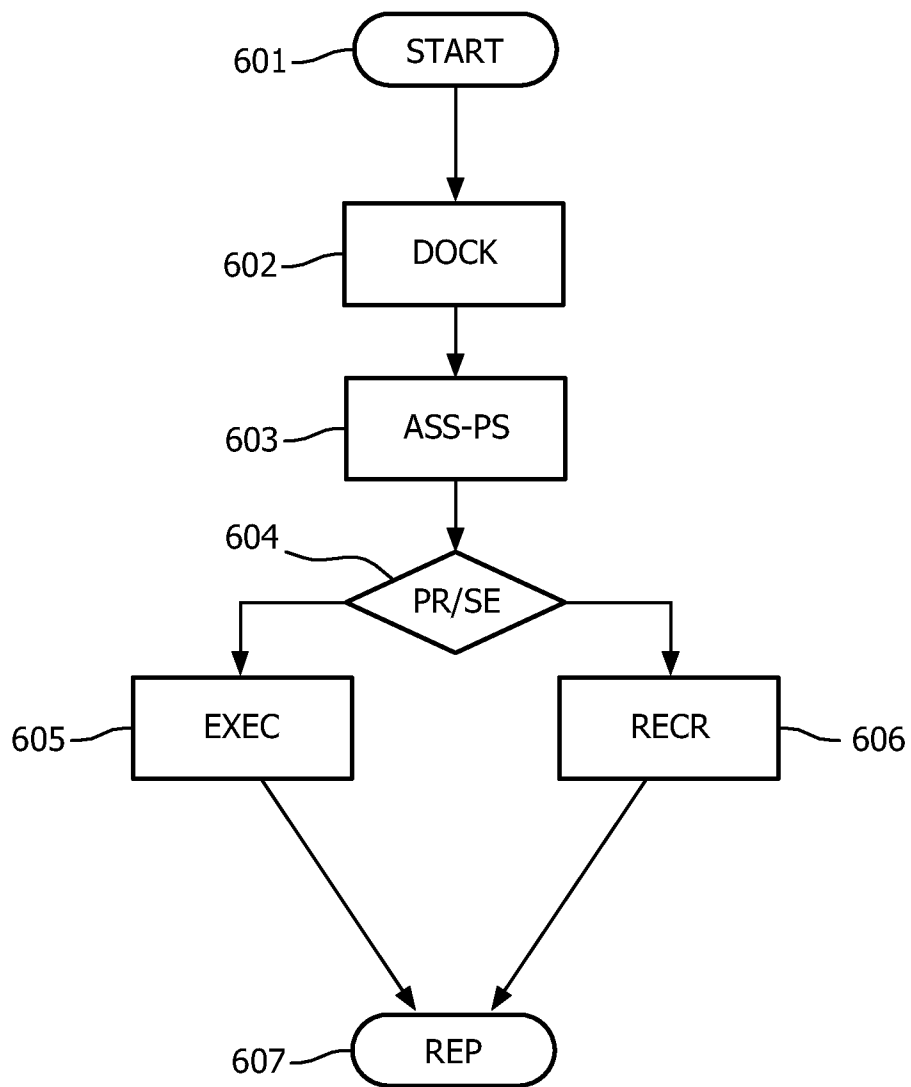 601 START
602 DOCK
603 ASS-PS
604 PR/SE
605 EXEC
RECR 606
607 REP